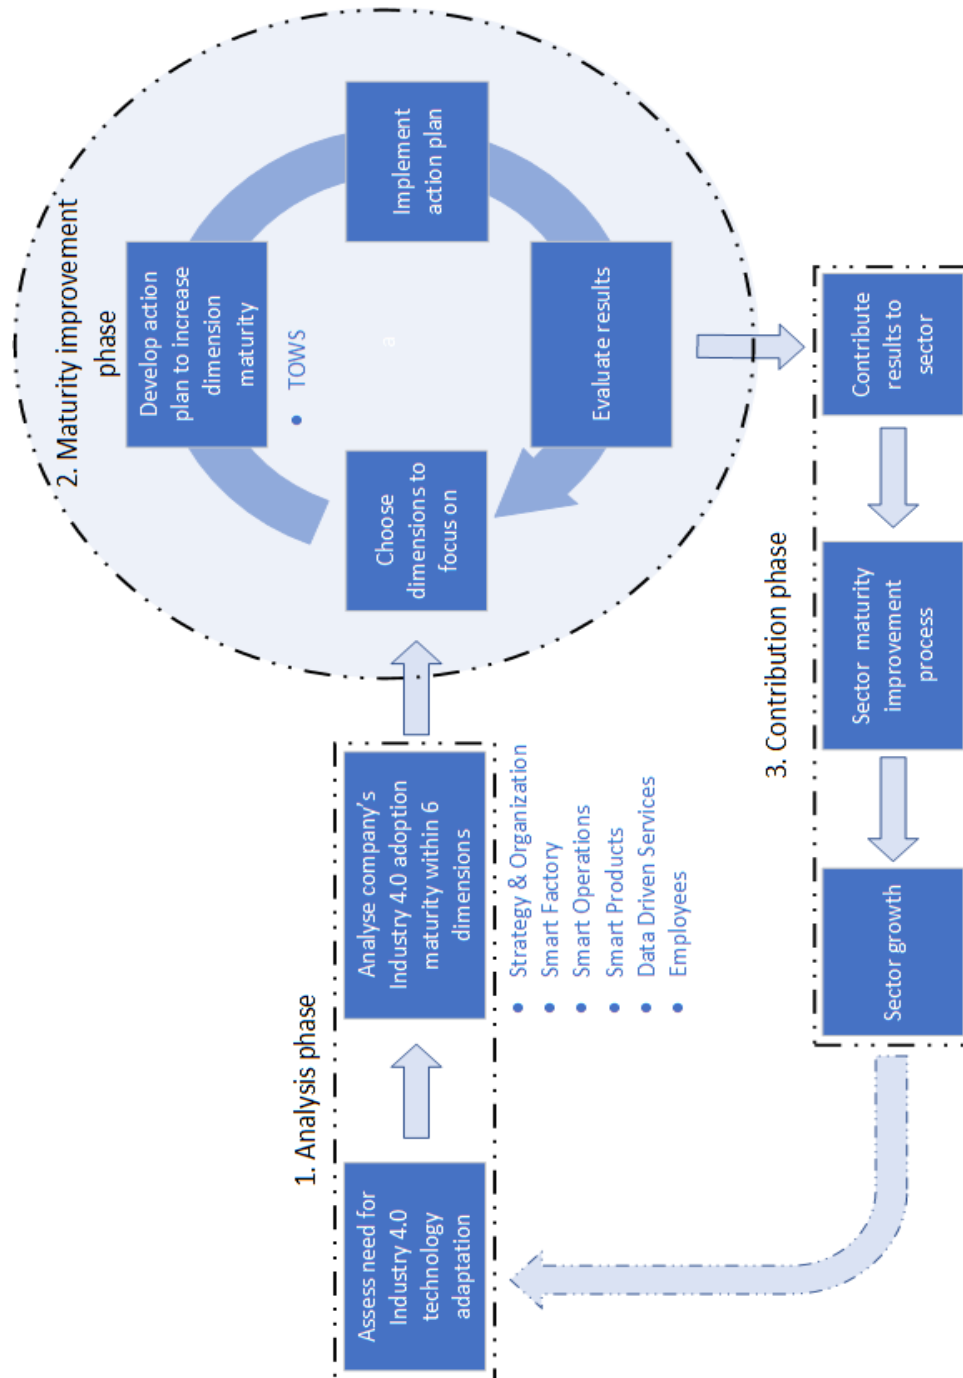 1. Analysis phase
Assess need for
Industry 4.0
technology
adaptation
Analyse company's
Industry 4.0 adoption
maturity within 6
dimensions
• Strategy & Organization
• Smart Factory
• Smart Operations
• Smart Products
• Data Driven Services
• Employees
2. Maturity improvement
phase
Choose
dimensions to
focus on
Develop action
plan to increase
dimension
maturity
• TOWS
a
Implement
action plan
Evaluate results
3. Contribution phase
Contribute
results to
sector
Sector maturity
improvement
process
Sector growth